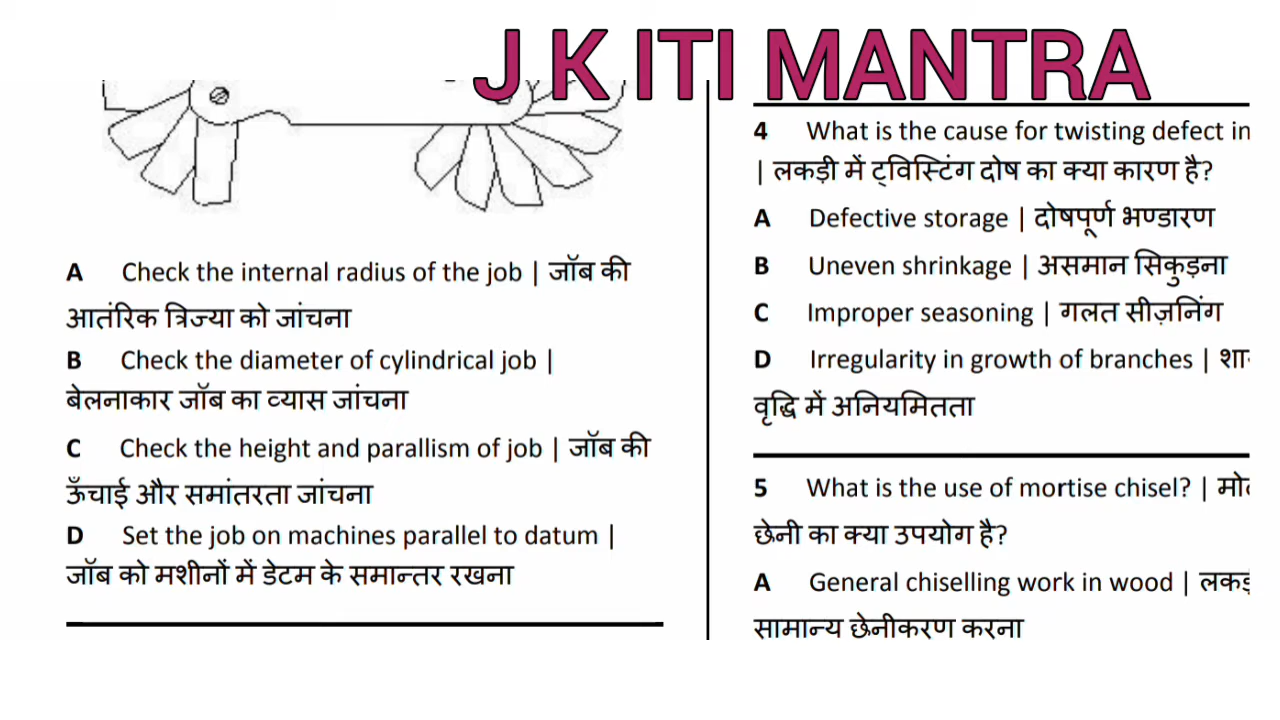 J K ITI MANTRA
A Check the internal radius of the job | जॉब की
आतंरिक त्रिज्या को जांचना
B Check the diameter of cylindrical job |
बेलनाकार जॉब का व्यास जांचना
C Check the height and parallism of job | जॉब की
ऊँचाई और समांतरता जांचना
D Set the job on machines parallel to datum |
जॉब को मशीनों में डेटम के समान्तर रखना
4 What is the cause for twisting defect in
| लकड़ी में ट्विस्टिंग दोष का क्या कारण है?
A Defective storage | दोषपूर्ण भण्डारण
B Uneven shrinkage | असमान सिकुड़ना
C Improper seasoning | गलत सीज़निंग
D Irregularity in growth of branches |
वृद्धि में अनियमितता
5 What is the use of mortise chisel? |
छेनी का क्या उपयोग है?
A General chiselling work in wood |
सामान्य छेनीकरण करना